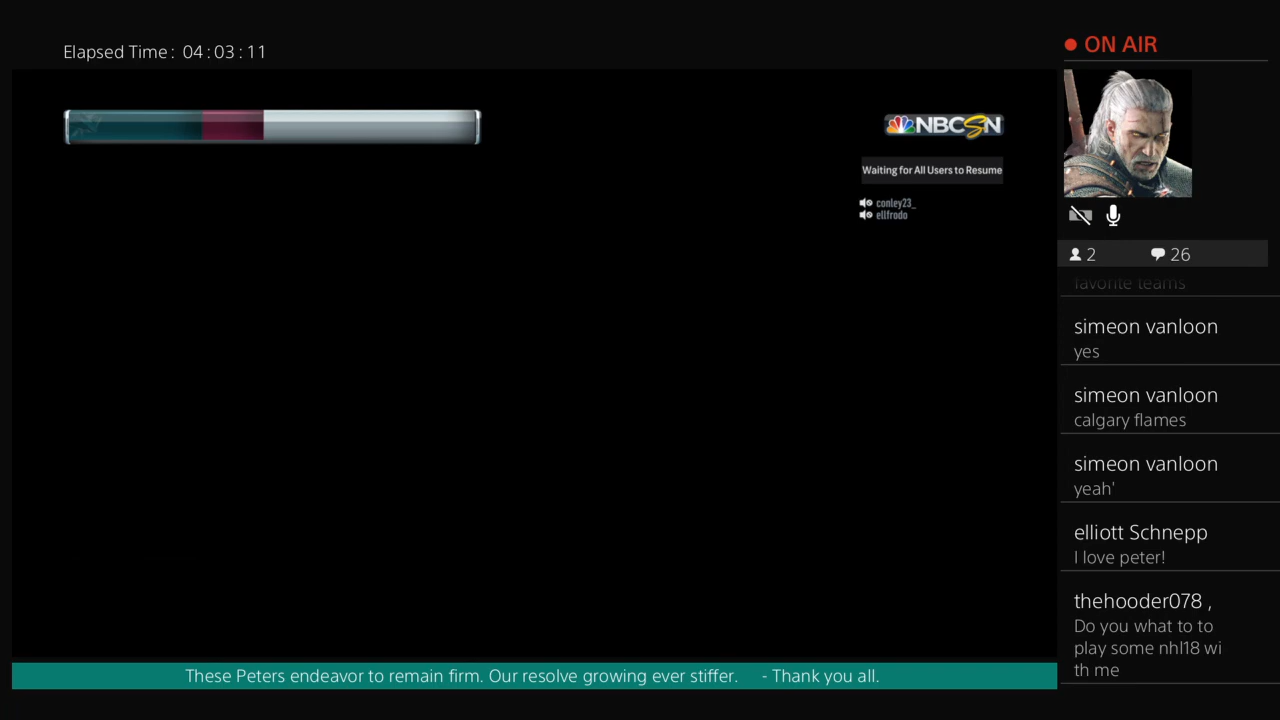 Elapsed Time: 04:03:11
ON AIR
NBCSN
Waiting for All Users to Resume
conley23_
ellfrodo
2 26
favorite teams
simeon vanloon
yes
simeon vanloon
calgary flames
simeon vanloon
yeah'
elliott Schnepp
I love peter!
thehooder078 ,
Do you what to to
play some nhl18 wi
th me
These Peters endeavor to remain firm. Our resolve growing ever stiffer. - Thank you all.